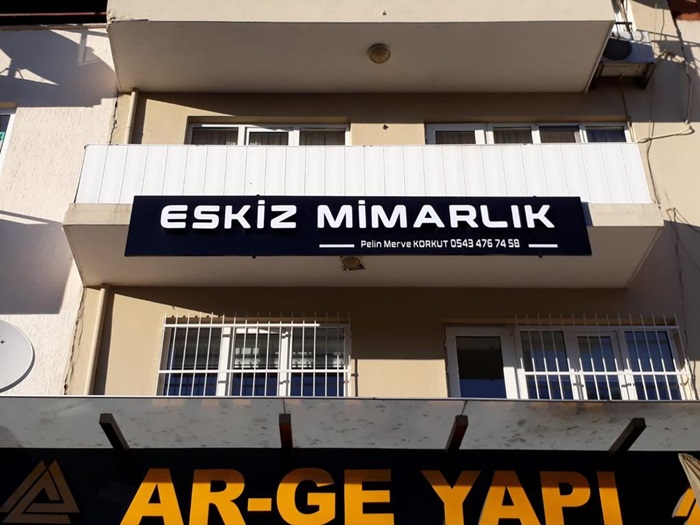 ESKİZ MİMARLIK
Pelin Merve KORKUT 0543 476 74 58
AR-GE YAPI